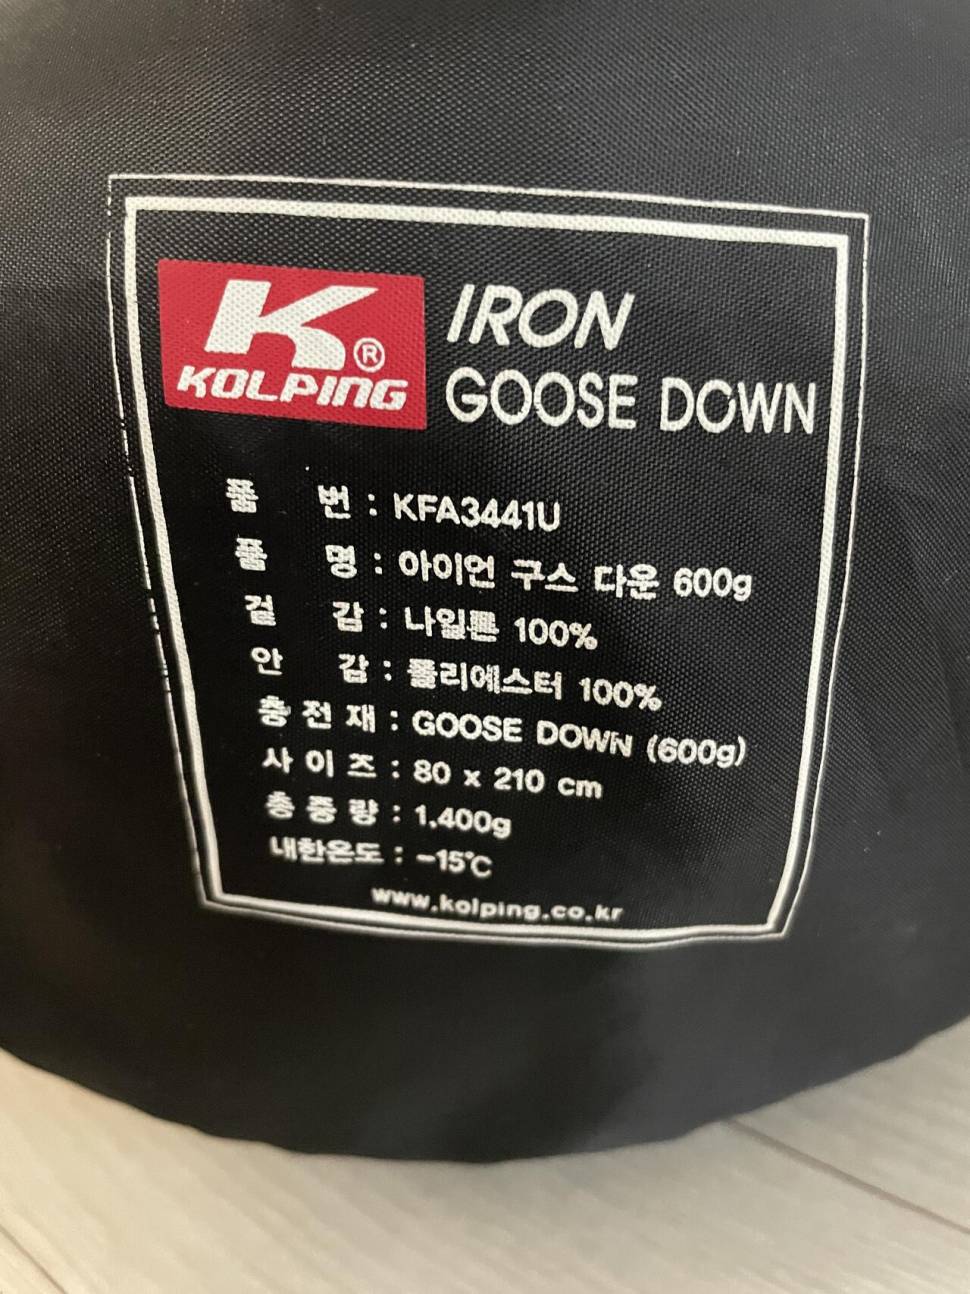 K®
KOLPING
IRON
GOOSE DOWN
품 번 : KFA3441U
품 명 : 아이언 구스 다운 600g
겉 감 : 나일론 100%
안 감 : 폴리에스터 100%
충 전 재 : GOOSE DOWN (600g)
사 이 즈 : 80 x 210 cm
총 중 량 : 1.400g
내한온도 : -15℃
www.kolping.co.kr